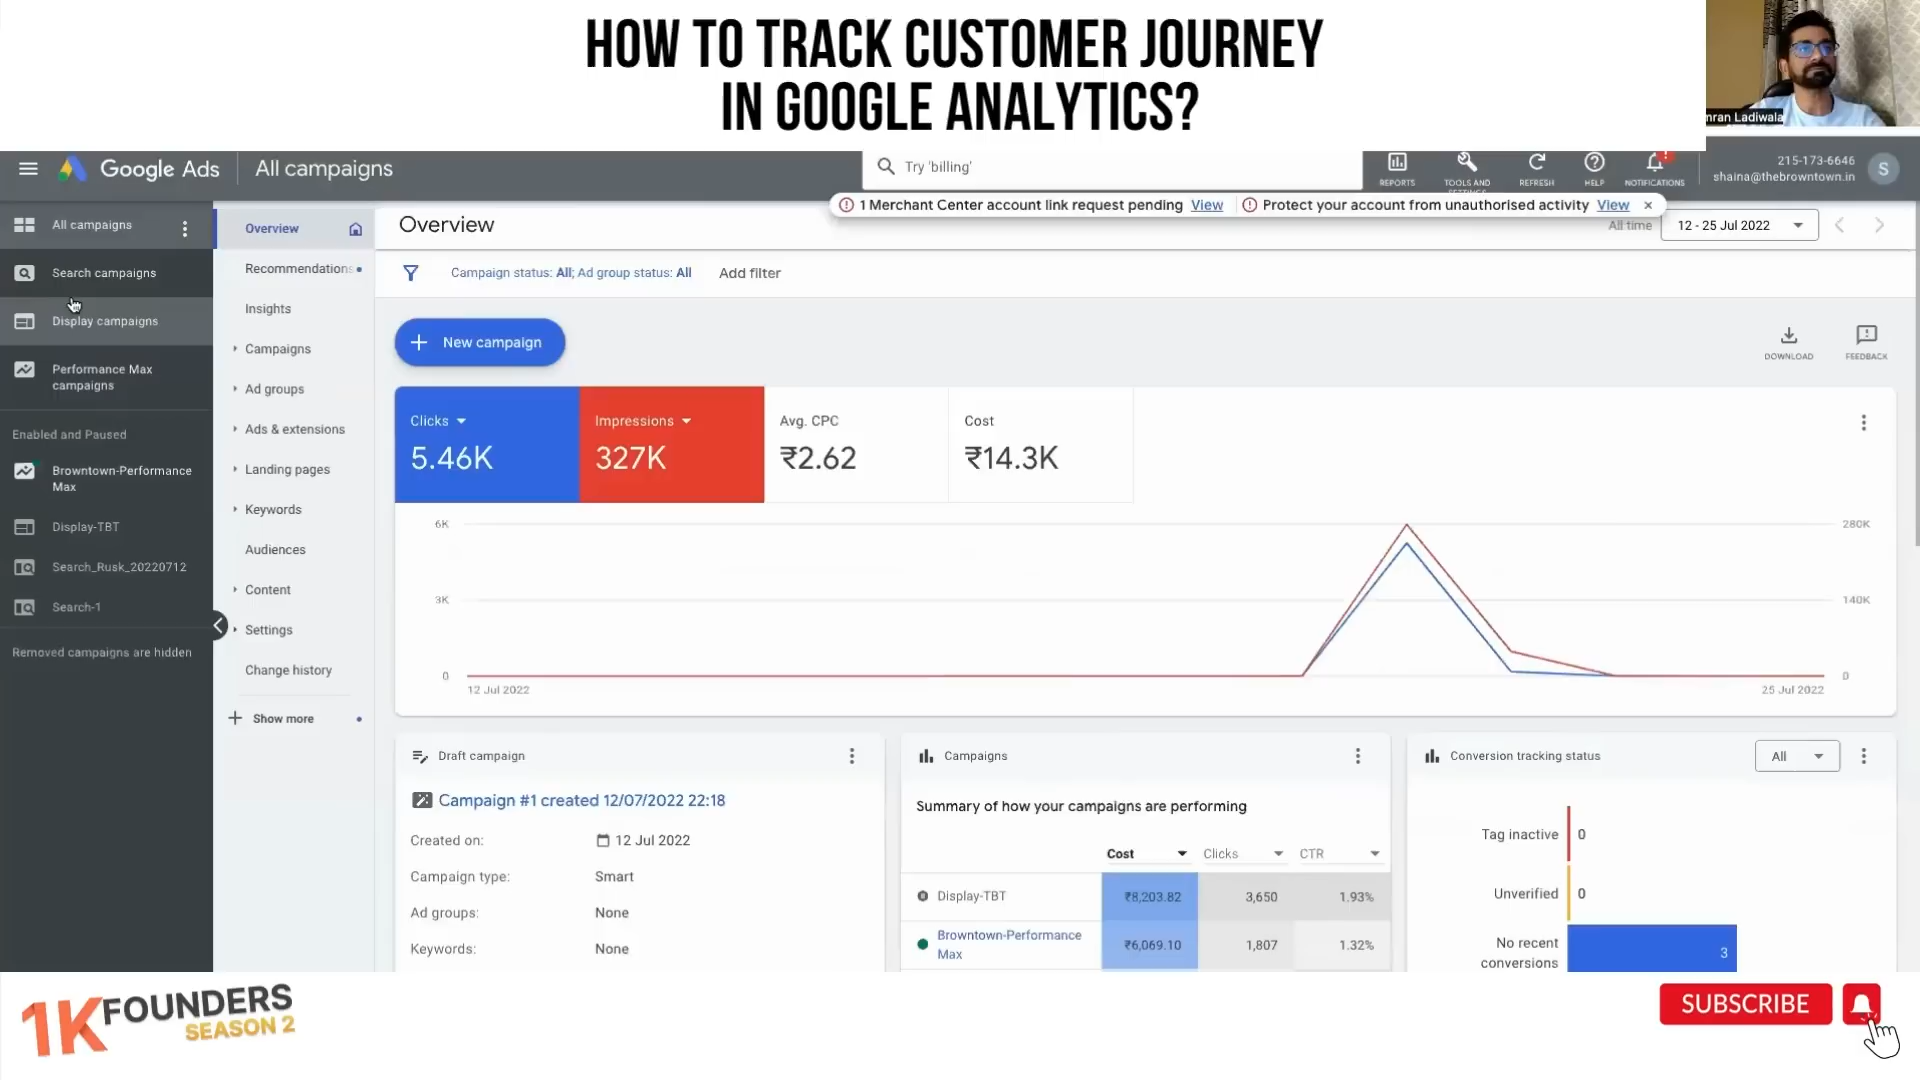 HOW TO TRACK CUSTOMER JOURNEY
IN GOOGLE ANALYTICS?
mran Ladiwala
Google Ads
All campaigns
Try 'billing'
REPORTS
TOOLS AND
SETTINGS
REFRESH
HELP
NOTIFICATIONS
215-173-6646
shaina@thebrowntown.in
S
1 Merchant Center account link request pending View
Protect your account from unauthorised activity View
All campaigns
Search campaigns
Display campaigns
Performance Max
campaigns
Enabled and Paused
Browntown-Performance
Max
Display-TBT
Search_Rusk_20220712
Search-1
Removed campaigns are hidden
Overview
Recommendations
Insights
Campaigns
Ad groups
Ads & extensions
Landing pages
Keywords
Audiences
Content
Settings
Change history
Show more
Overview
All time
12 - 25 Jul 2022
Campaign status: All; Ad group status: All
Add filter
New campaign
DOWNLOAD
FEEDBACK
Clicks
5.46K
Impressions
327K
Avg. CPC
₹2.62
Cost
₹14.3K
6K
3K
0
280K
140K
0
12 Jul 2022
25 Jul 2022
Draft campaign
Campaign #1 created 12/07/2022 22:18
Created on: 12 Jul 2022
Campaign type: Smart
Ad groups: None
Keywords: None
Campaigns
Summary of how your campaigns are performing
Cost Clicks CTR
Display-TBT ₹8,203.82 3,650 1.93%
Browntown-Performance
Max ₹6,069.10 1,807 1.32%
Conversion tracking status
All
Tag inactive 0
Unverified 0
No recent
conversions 3
1K FOUNDERS
SEASON 2
SUBSCRIBE